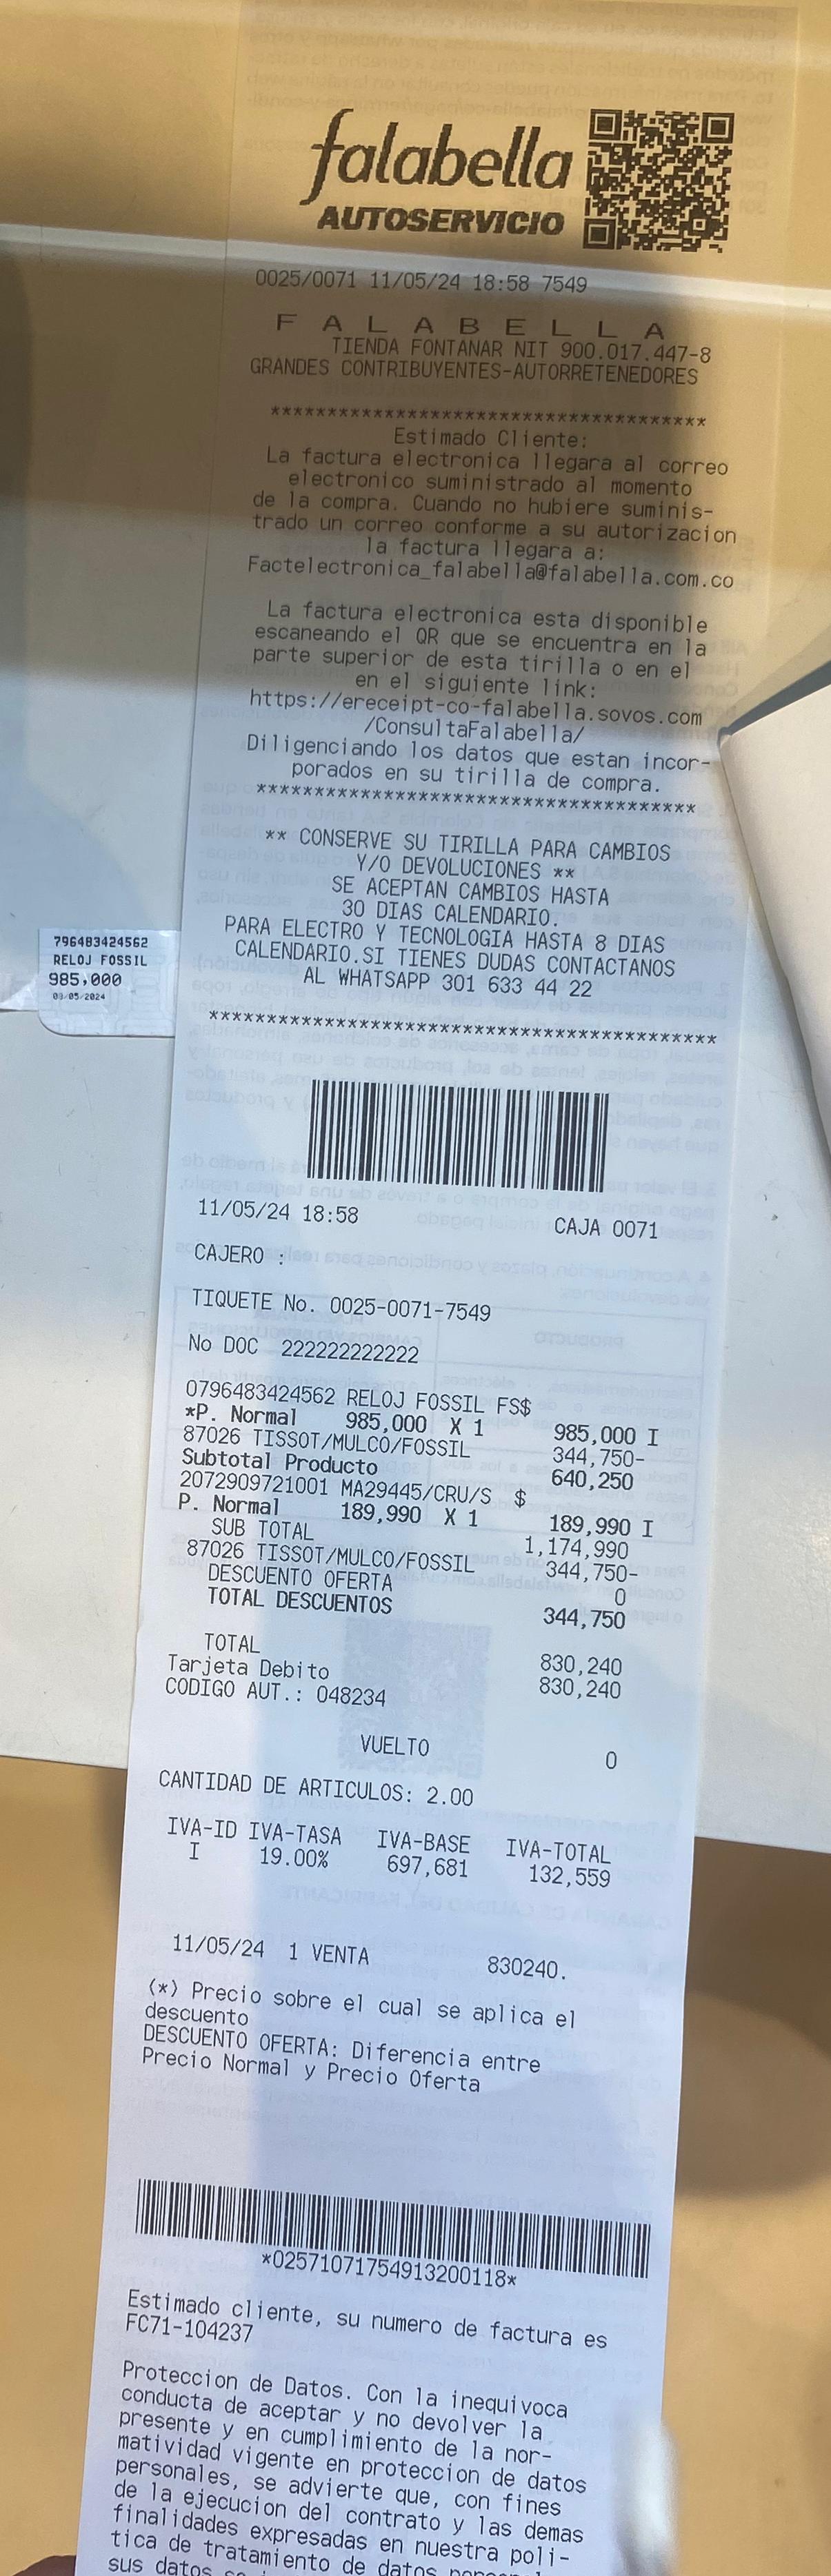 falabella
AUTOSERVICIO
0025/0071 11/05/24 18:58 7549
F A L A B E L L A
TIENDA FONTANAR NIT 900.017.447-8
GRANDES CONTRIBUYENTES-AUTORRETENEDORES
**************************************
Estimado Cliente:
La factura electronica llegara al correo
electronico suministrado al momento
de la compra. Cuando no hubiere suminis-
trado un correo conforme a su autorizacion
la factura llegara a:
Factelectronica_falabella@falabella.com.co
La factura electronica esta disponible
escaneando el QR que se encuentra en la
parte superior de esta tirilla o en el
en el siguiente link:
https://ereceipt-co-falabella.sovos.com
/ConsultaFalabella/
Diligenciando los datos que estan incor-
porados en su tirilla de compra.
**************************************
** CONSERVE SU TIRILLA PARA CAMBIOS
Y/O DEVOLUCIONES **
SE ACEPTAN CAMBIOS HASTA
30 DIAS CALENDARIO.
PARA ELECTRO Y TECNOLOGIA HASTA 8 DIAS
CALENDARIO.SI TIENES DUDAS CONTACTANOS
AL WHATSAPP 301 633 44 22
********************************************
796483424562
RELOJ FOSSIL
985,000
03/05/2024
11/05/24 18:58 CAJA 0071
CAJERO :
TIQUETE No. 0025-0071-7549
No DOC 222222222222
0796483424562 RELOJ FOSSIL FS$
*P. Normal 985,000 X 1 985,000 I
87026 TISSOT/MULCO/FOSSIL 344,750-
Subtotal Producto 640,250
2072909721001 MA29445/CRU/S $
P. Normal 189,990 X 1 189,990 I
SUB TOTAL 1,174,990
87026 TISSOT/MULCO/FOSSIL 344,750-
DESCUENTO OFERTA 0
TOTAL DESCUENTOS 344,750
TOTAL 830,240
Tarjeta Debito 830,240
CODIGO AUT.: 048234
VUELTO 0
CANTIDAD DE ARTICULOS: 2.00
IVA-ID IVA-TASA IVA-BASE IVA-TOTAL
I 19.00% 697,681 132,559
11/05/24 1 VENTA 830240.
(*) Precio sobre el cual se aplica el
descuento
DESCUENTO OFERTA: Diferencia entre
Precio Normal y Precio Oferta
*02571071754913200118*
Estimado cliente, su numero de factura es
FC71-104237
Proteccion de Datos. Con la inequivoca
conducta de aceptar y no devolver la
presente y en cumplimiento de la nor-
matividad vigente en proteccion de datos
personales, se advierte que, con fines
de la ejecucion del contrato y las demas
finalidades expresadas en nuestra poli-
tica de tratamiento de datos
sus datos